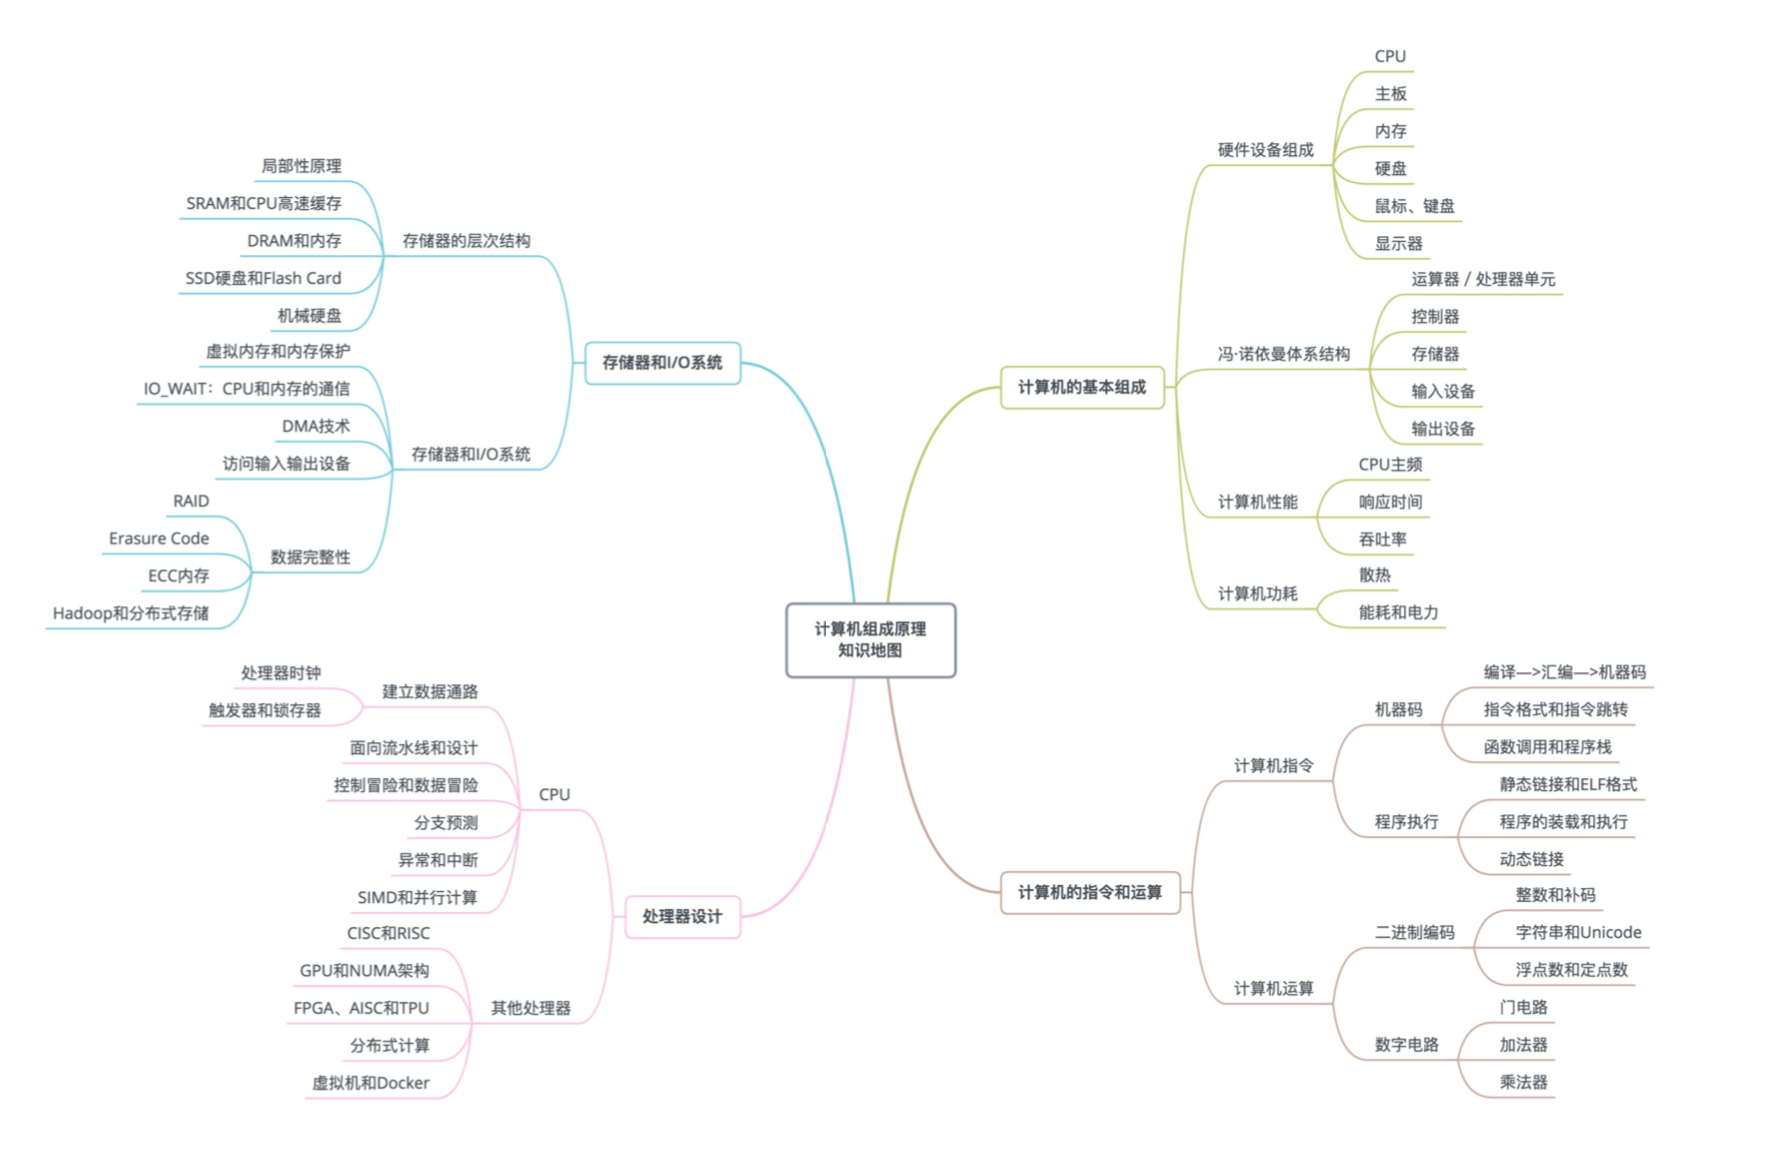 计算机组成原理
知识地图
计算机的基本组成
硬件设备组成
CPU
主板
内存
硬盘
鼠标、键盘
显示器
冯·诺依曼体系结构
运算器 / 处理器单元
控制器
存储器
输入设备
输出设备
计算机性能
CPU主频
响应时间
吞吐率
计算机功耗
散热
能耗和电力
计算机的指令和运算
计算机指令
机器码
编译—>汇编—>机器码
指令格式和指令跳转
函数调用和程序栈
程序执行
静态链接和ELF格式
程序的装载和执行
动态链接
计算机运算
二进制编码
整数和补码
字符串和Unicode
浮点数和定点数
数字电路
门电路
加法器
乘法器
存储器和I/O系统
存储器的层次结构
局部性原理
SRAM和CPU高速缓存
DRAM和内存
SSD硬盘和Flash Card
机械硬盘
存储器和I/O系统
虚拟内存和内存保护
IO_WAIT：CPU和内存的通信
DMA技术
访问输入输出设备
数据完整性
RAID
Erasure Code
ECC内存
Hadoop和分布式存储
处理器设计
CPU
建立数据通路
处理器时钟
触发器和锁存器
面向流水线和设计
控制冒险和数据冒险
分支预测
异常和中断
SIMD和并行计算
其他处理器
CISC和RISC
GPU和NUMA架构
FPGA、AISC和TPU
分布式计算
虚拟机和Docker